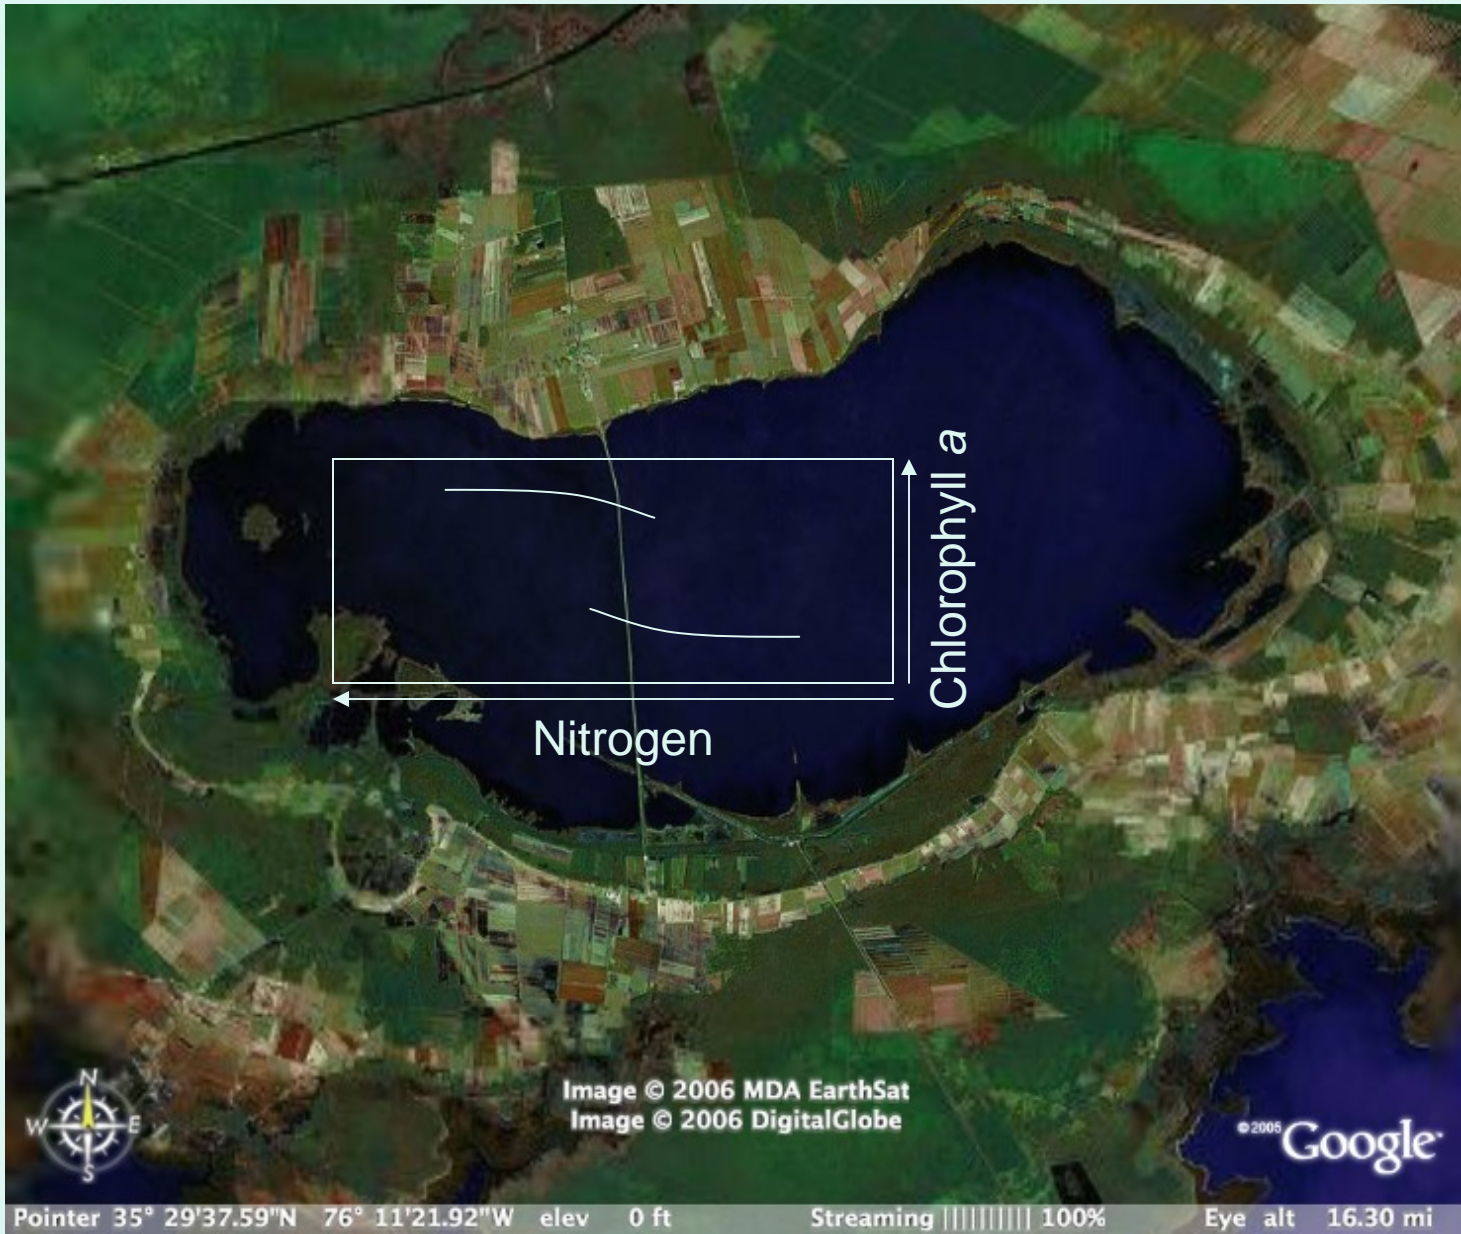 Chlorophyll a
Nitrogen
N
W E
S
Image © 2006 MDA EarthSat
Image © 2006 DigitalGlobe
©2005 Google™
Pointer 35° 29'37.59"N 76° 11'21.92"W elev 0 ft Streaming |||||||||| 100% Eye alt 16.30 mi